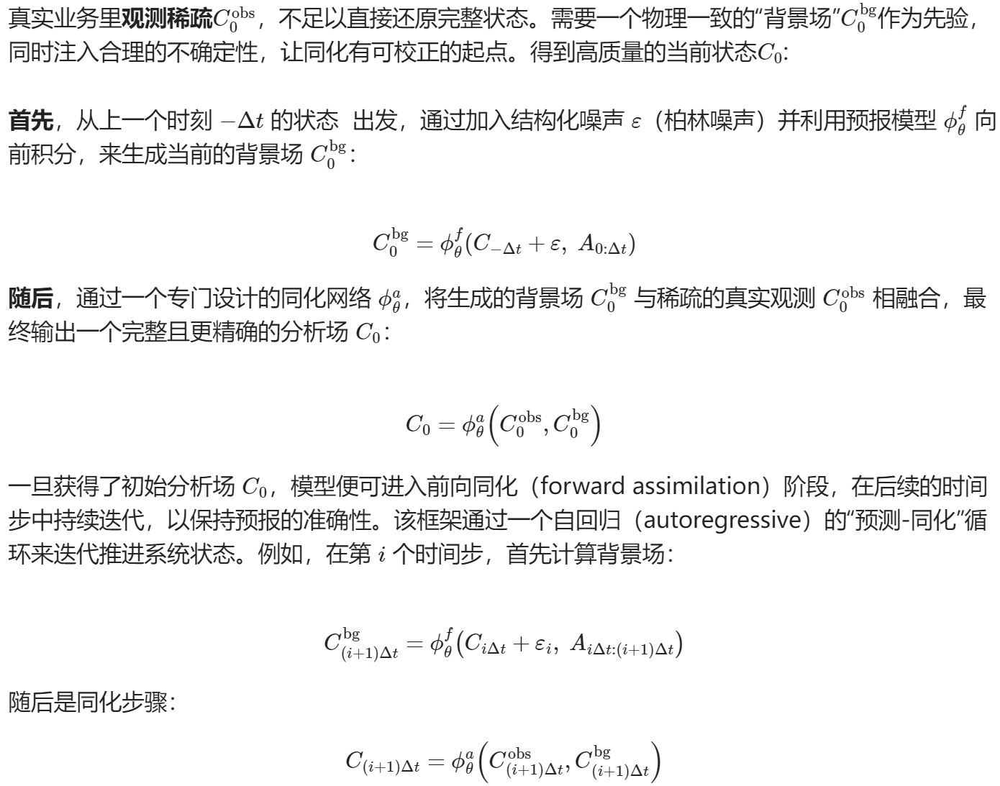 真实业务里观测稀疏$C_0^{\text{obs}}$，不足以直接还原完整状态。需要一个物理一致的“背景场”$C_0^{\text{bg}}$作为先验，
同时注入合理的不确定性，让同化有可校正的起点。得到高质量的当前状态$C_0$:
首先，从上一个时刻 $-\Delta t$ 的状态 出发，通过加入结构化噪声 $\varepsilon$（柏林噪声）并利用预报模型 $\phi_\theta^f$ 向
前积分，来生成当前的背景场 $C_0^{\text{bg}}$：
$C_0^{\text{bg}} = \phi_\theta^f(C_{-\Delta t} + \varepsilon,\ A_{0:\Delta t})$
随后，通过一个专门设计的同化网络 $\phi_\theta^a$，将生成的背景场 $C_0^{\text{bg}}$ 与稀疏的真实观测 $C_0^{\text{obs}}$ 相融合，最
终输出一个完整且更精确的分析场 $C_0$：
$C_0 = \phi_\theta^a\left(C_0^{\text{obs}}, C_0^{\text{bg}}\right)$
一旦获得了初始分析场 $C_0$，模型便可进入前向同化（forward assimilation）阶段，在后续的时间
步中持续迭代，以保持预报的准确性。该框架通过一个自回归（autoregressive）的“预测-同化”循
环来迭代推进系统状态。例如，在第 $i$ 个时间步，首先计算背景场：
$C_{(i+1)\Delta t}^{\text{bg}} = \phi_\theta^f\left(C_{i\Delta t} + \varepsilon_i,\ A_{i\Delta t:(i+1)\Delta t}\right)$
随后是同化步骤：
$C_{(i+1)\Delta t} = \phi_\theta^a\left(C_{(i+1)\Delta t}^{\text{obs}}, C_{(i+1)\Delta t}^{\text{bg}}\right)$